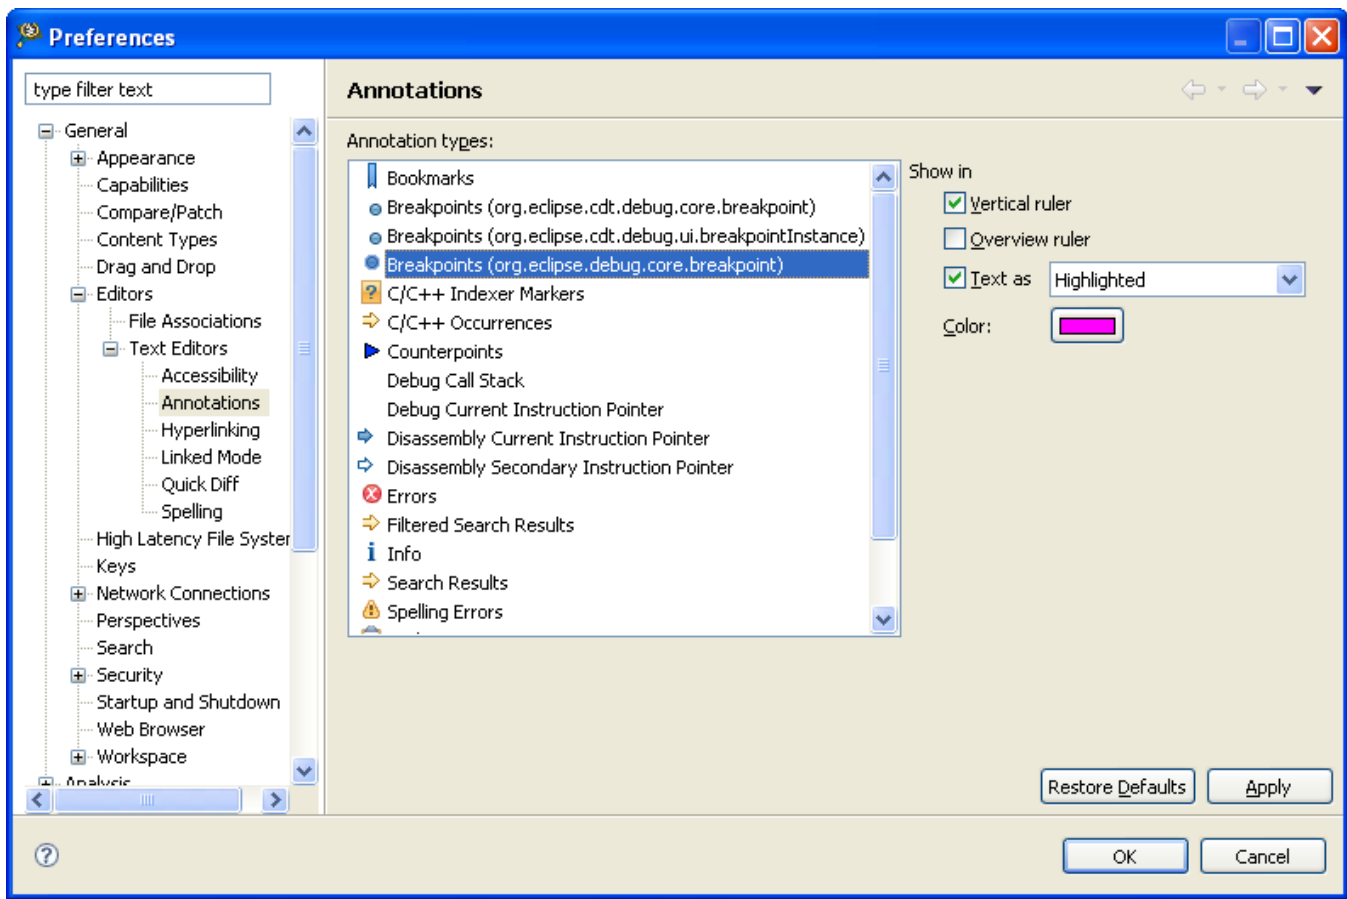 Preferences
type filter text
General
Appearance
Capabilities
Compare/Patch
Content Types
Drag and Drop
Editors
File Associations
Text Editors
Accessibility
Annotations
Hyperlinking
Linked Mode
Quick Diff
Spelling
High Latency File Syster
Keys
Network Connections
Perspectives
Search
Security
Startup and Shutdown
Web Browser
Workspace
Analysis
Annotations
Annotation types:
Bookmarks
Breakpoints (org.eclipse.cdt.debug.core.breakpoint)
Breakpoints (org.eclipse.cdt.debug.ui.breakpointInstance)
Breakpoints (org.eclipse.debug.core.breakpoint)
C/C++ Indexer Markers
C/C++ Occurrences
Counterpoints
Debug Call Stack
Debug Current Instruction Pointer
Disassembly Current Instruction Pointer
Disassembly Secondary Instruction Pointer
Errors
Filtered Search Results
Info
Search Results
Spelling Errors
Show in
Vertical ruler
Overview ruler
Text as Highlighted
Color:
Restore Defaults Apply
OK Cancel